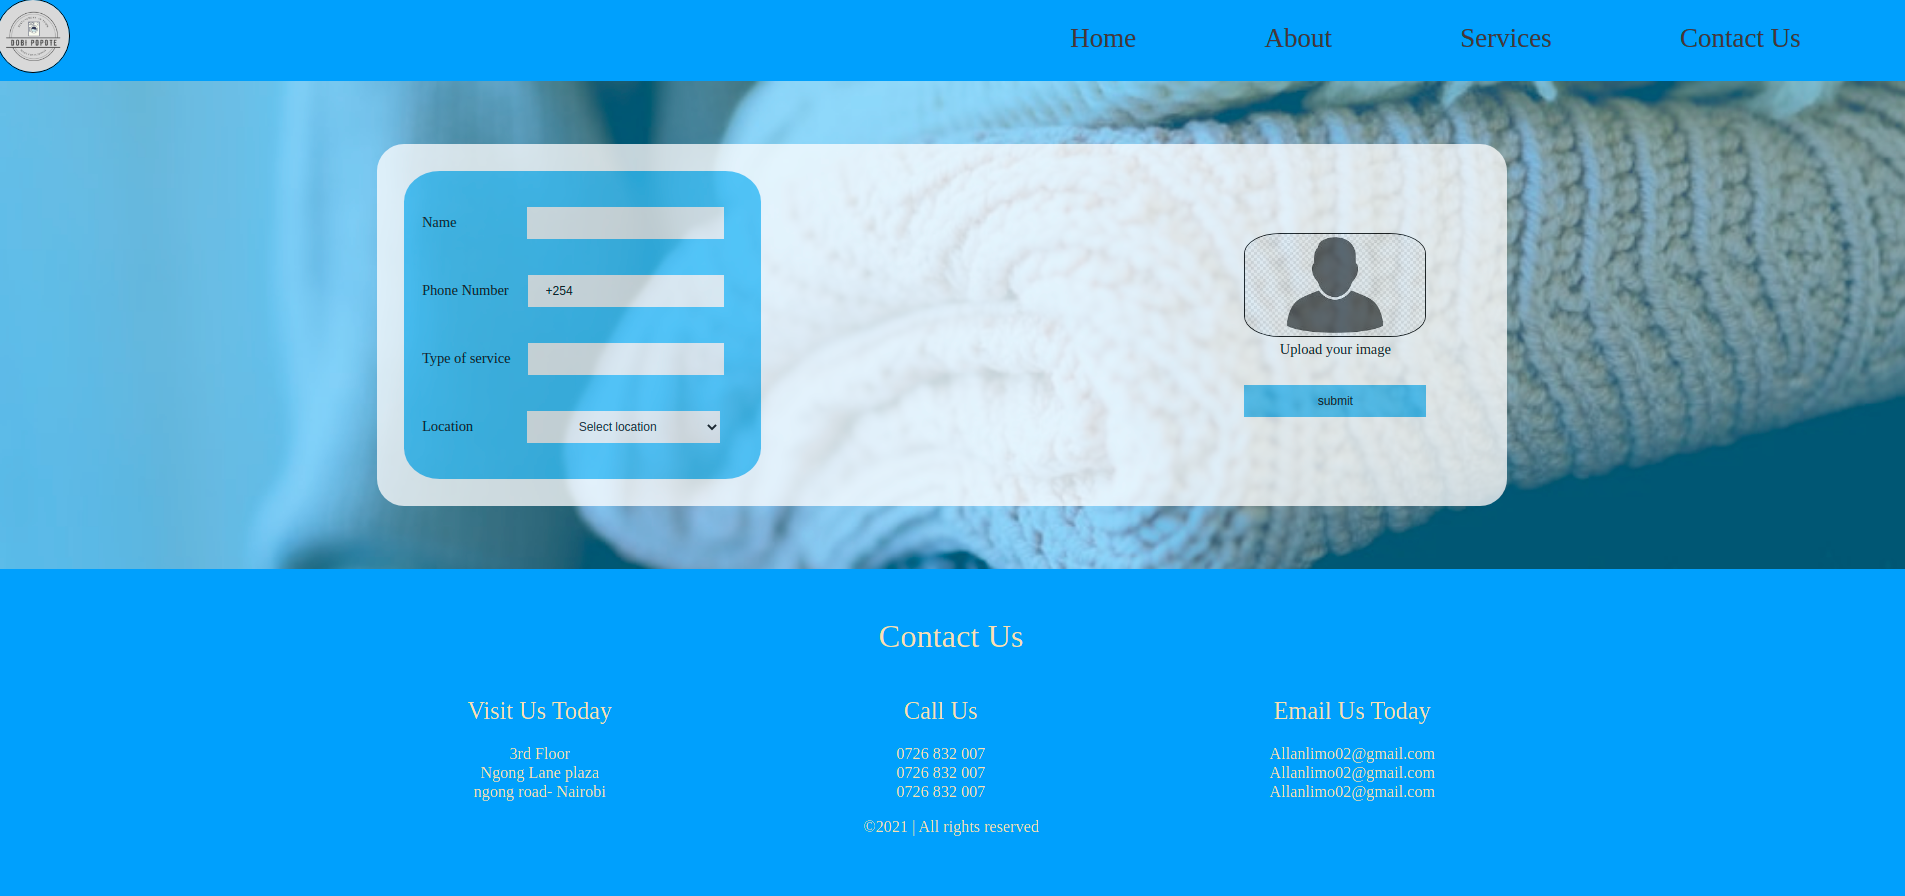 DOBI POPOTE
Home About Services Contact Us
Name
Phone Number +254
Type of service
Location Select location
Upload your image
submit
Contact Us
Visit Us Today
3rd Floor
Ngong Lane plaza
ngong road- Nairobi
Call Us
0726 832 007
0726 832 007
0726 832 007
Email Us Today
Allanlimo02@gmail.com
Allanlimo02@gmail.com
Allanlimo02@gmail.com
©2021 | All rights reserved